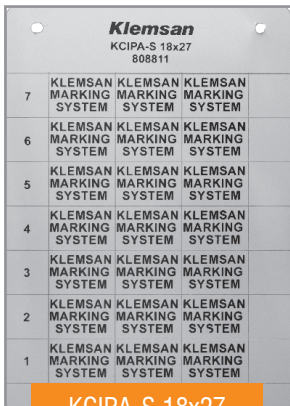 Klemsan
KCIPA-S 18x27
808811
KLEMSAN KLEMSAN KLEMSAN
7 MARKING MARKING MARKING
SYSTEM SYSTEM SYSTEM
KLEMSAN KLEMSAN KLEMSAN
6 MARKING MARKING MARKING
SYSTEM SYSTEM SYSTEM
KLEMSAN KLEMSAN KLEMSAN
5 MARKING MARKING MARKING
SYSTEM SYSTEM SYSTEM
KLEMSAN KLEMSAN KLEMSAN
4 MARKING MARKING MARKING
SYSTEM SYSTEM SYSTEM
KLEMSAN KLEMSAN KLEMSAN
3 MARKING MARKING MARKING
SYSTEM SYSTEM SYSTEM
KLEMSAN KLEMSAN KLEMSAN
2 MARKING MARKING MARKING
SYSTEM SYSTEM SYSTEM
KLEMSAN KLEMSAN KLEMSAN
1 MARKING MARKING MARKING
SYSTEM SYSTEM SYSTEM
KCIPA-S 18x27